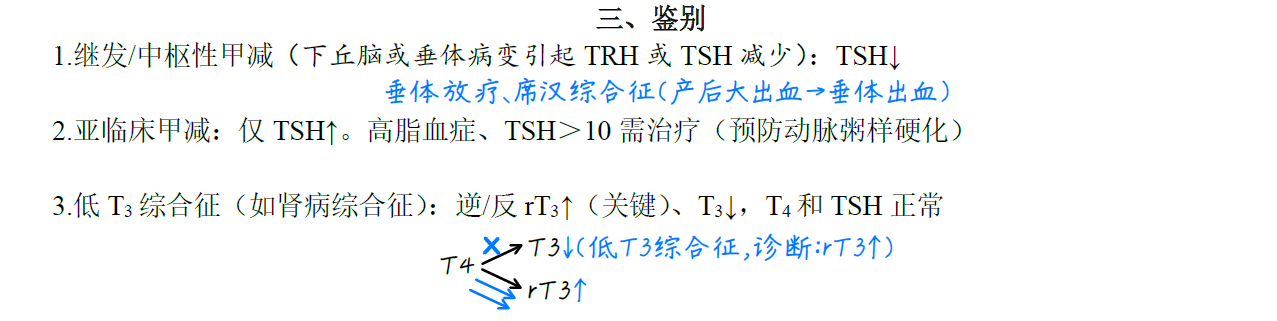 三、鉴别
1.继发/中枢性甲减（下丘脑或垂体病变引起 TRH 或 TSH 减少）：TSH↓
垂体放疗、席汉综合征(产后大出血→垂体出血)
2.亚临床甲减：仅 TSH↑。高脂血症、TSH＞10 需治疗（预防动脉粥样硬化）
3.低 T₃ 综合征（如肾病综合征）：逆/反 rT₃↑（关键）、T₃↓，T₄ 和 TSH 正常
T3↓(低T3综合征,诊断:rT3↑)
T4
rT3↑